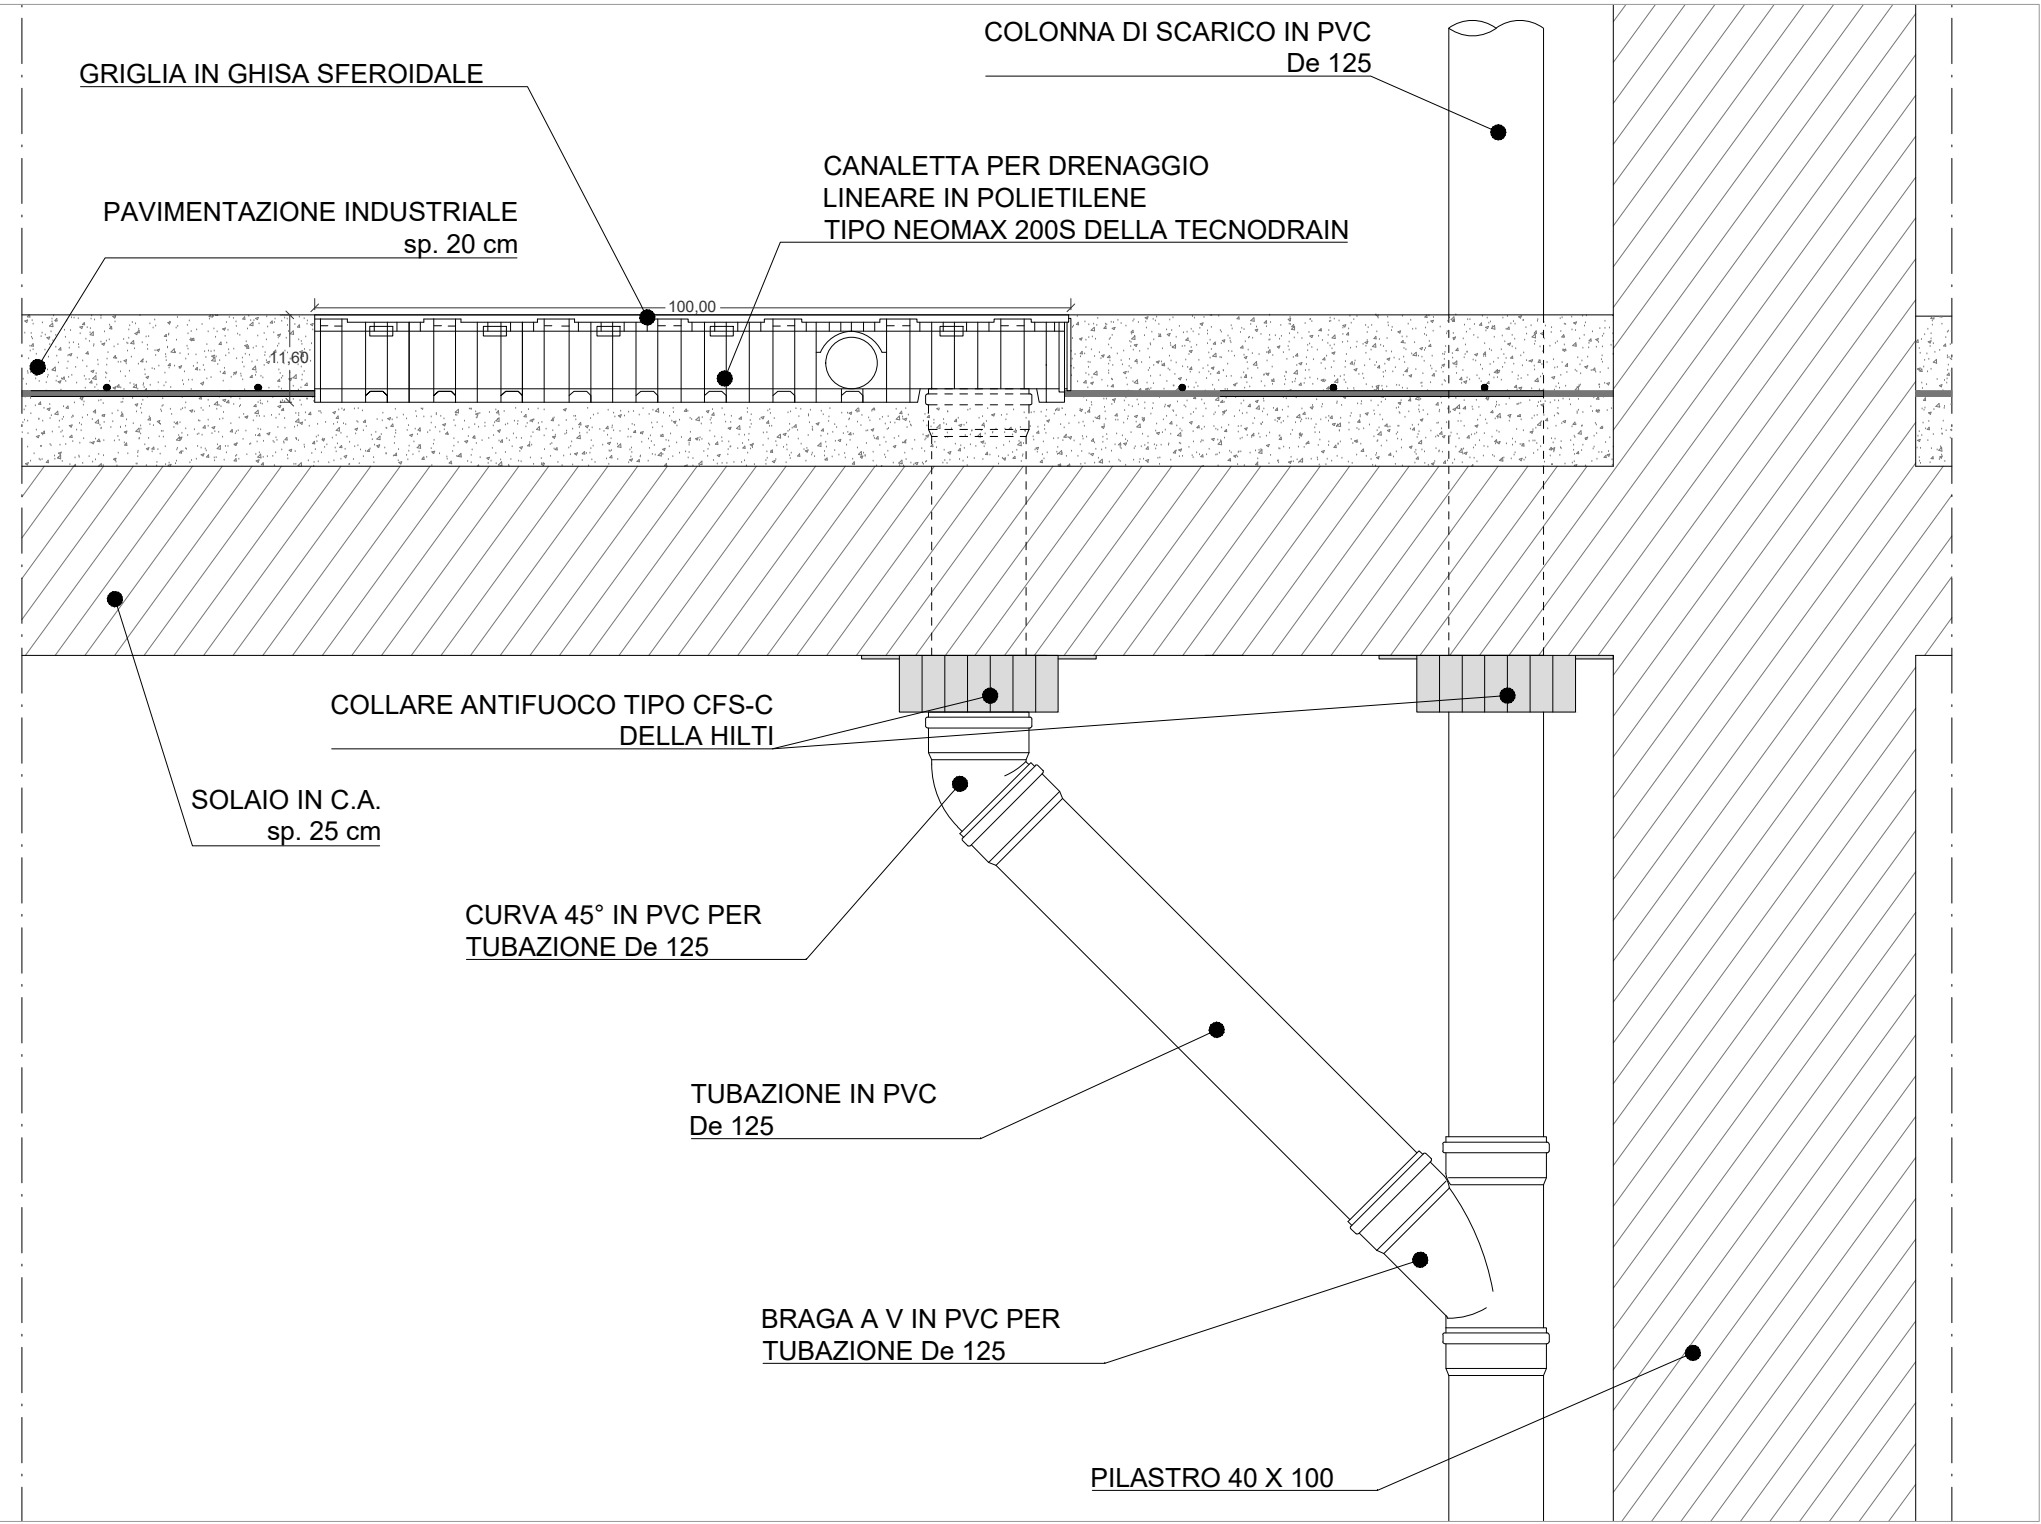 COLONNA DI SCARICO IN PVC
De 125
GRIGLIA IN GHISA SFEROIDALE
CANALETTA PER DRENAGGIO
LINEARE IN POLIETILENE
TIPO NEOMAX 200S DELLA TECNODRAIN
PAVIMENTAZIONE INDUSTRIALE
sp. 20 cm
100,00
11,60
COLLARE ANTIFUOCO TIPO CFS-C
DELLA HILTI
SOLAIO IN C.A.
sp. 25 cm
CURVA 45° IN PVC PER
TUBAZIONE De 125
TUBAZIONE IN PVC
De 125
BRAGA A V IN PVC PER
TUBAZIONE De 125
PILASTRO 40 X 100